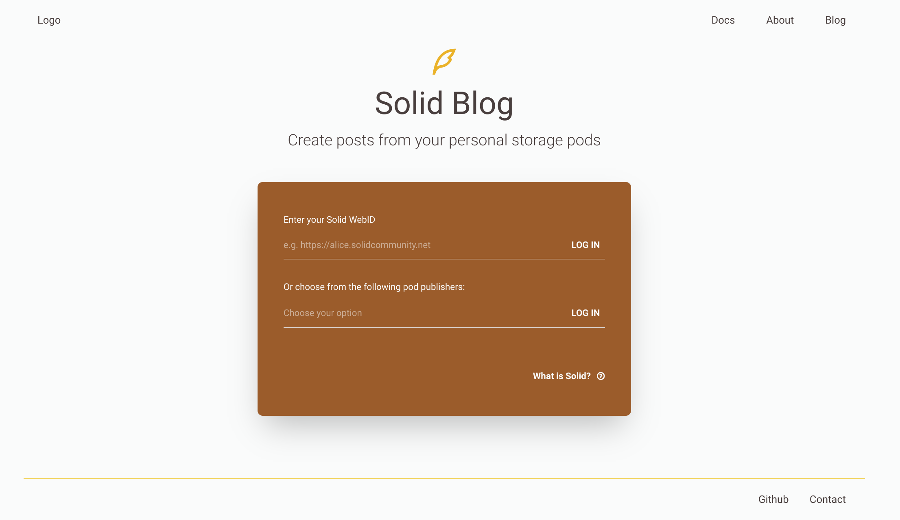 Logo
Docs About Blog
Solid Blog
Create posts from your personal storage pods
Enter your Solid WebID
e.g. https://alice.solidcommunity.net LOG IN
Or choose from the following pod publishers:
Choose your option LOG IN
What is Solid? ?
Github Contact